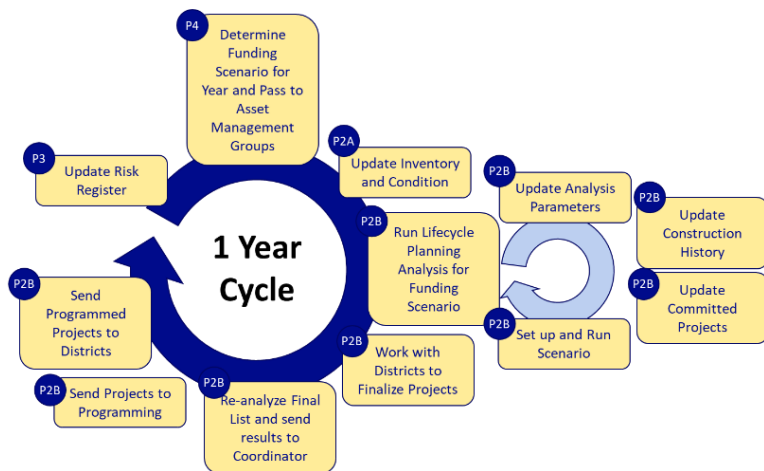 P4
Determine
Funding
Scenario for
Year and Pass to
Asset
Management
Groups
P3
Update Risk
Register
P2A
Update Inventory
and Condition
P2B
Update Analysis
Parameters
P2B
Update
Construction
History
P2B
Run Lifecycle
Planning
Analysis for
Funding
Scenario
1 Year
Cycle
P2B
Update
Committed
Projects
P2B
Set up and Run
Scenario
P2B
Send
Programmed
Projects to
Districts
P2B
Work with
Districts to
Finalize Projects
P2B
Send Projects to
Programming
P2B
Re-analyze Final
List and send
results to
Coordinator